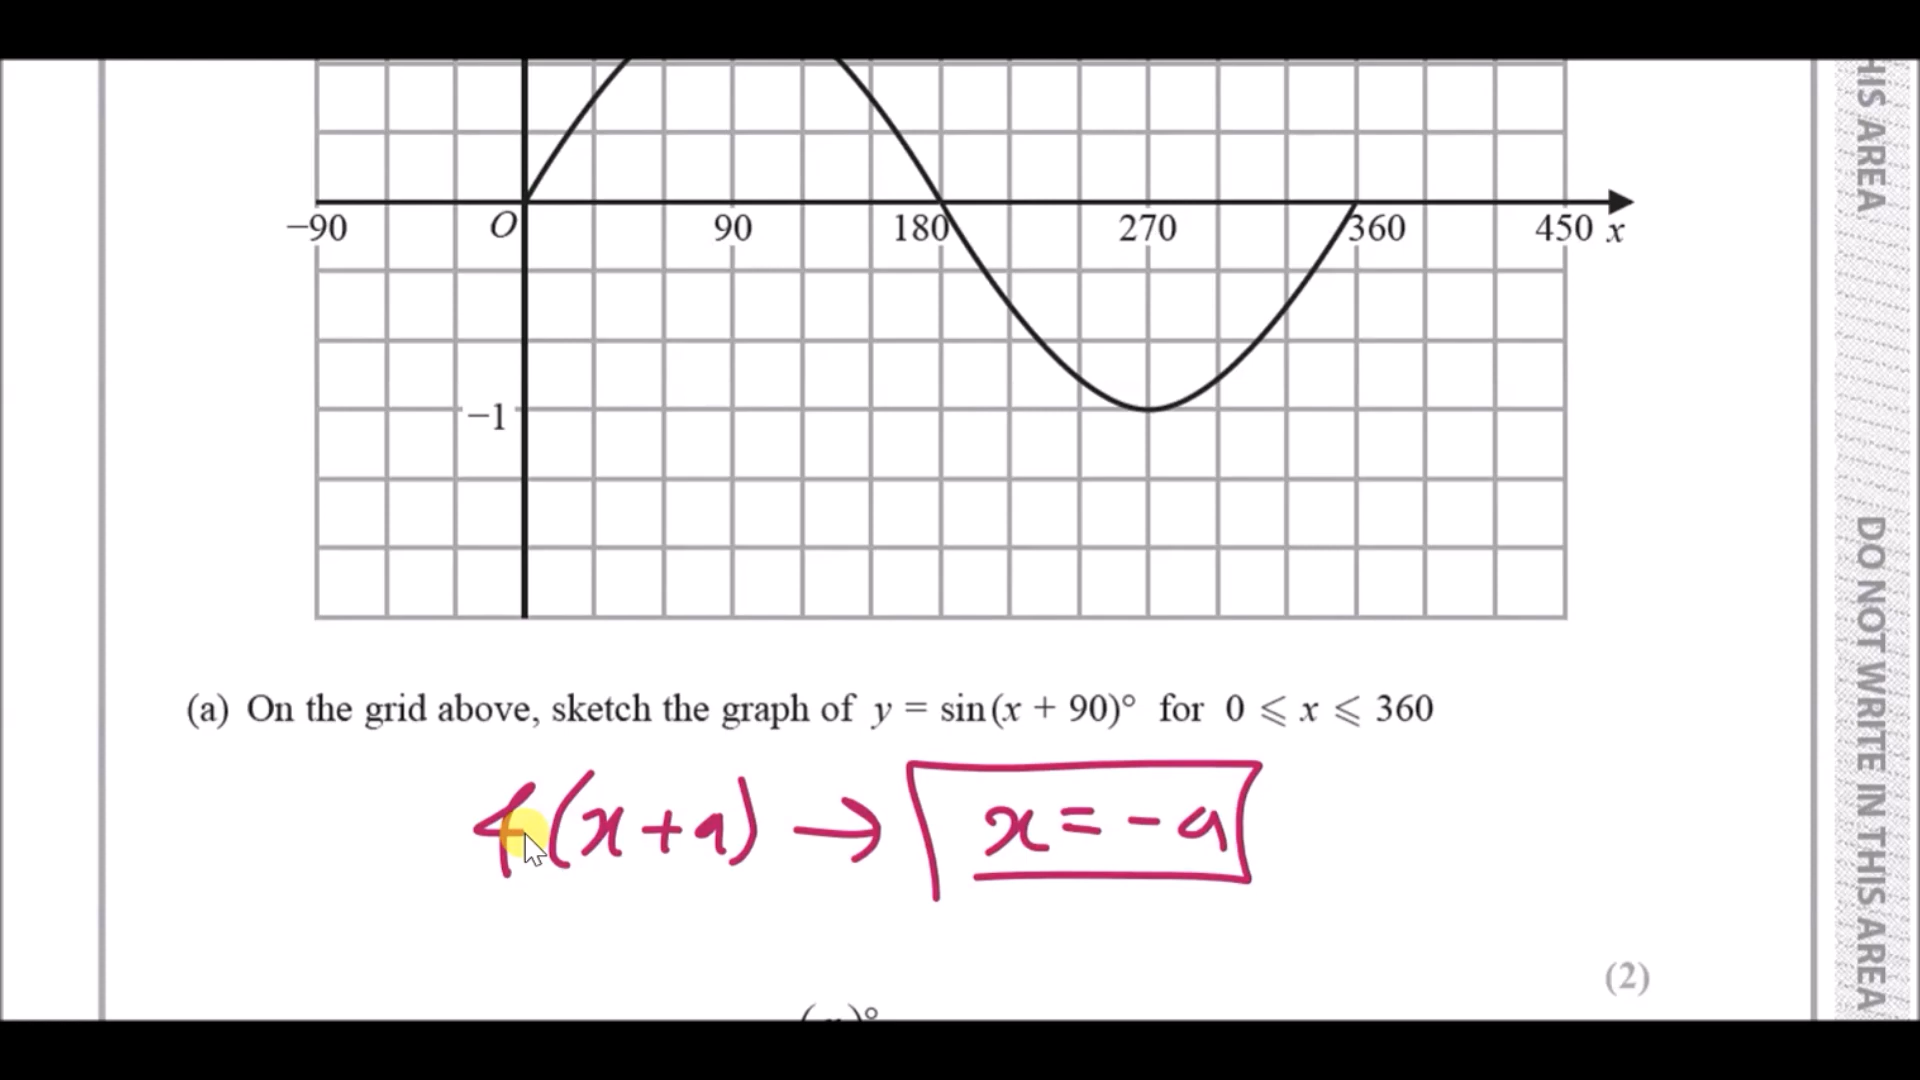 −90 O 90 180 270 360 450 x
−1
(a) On the grid above, sketch the graph of y = sin(x + 90)° for 0 ⩽ x ⩽ 360
f(x+a) → x = -a
(2)
HIS AREA
DO NOT WRITE IN THIS AREA